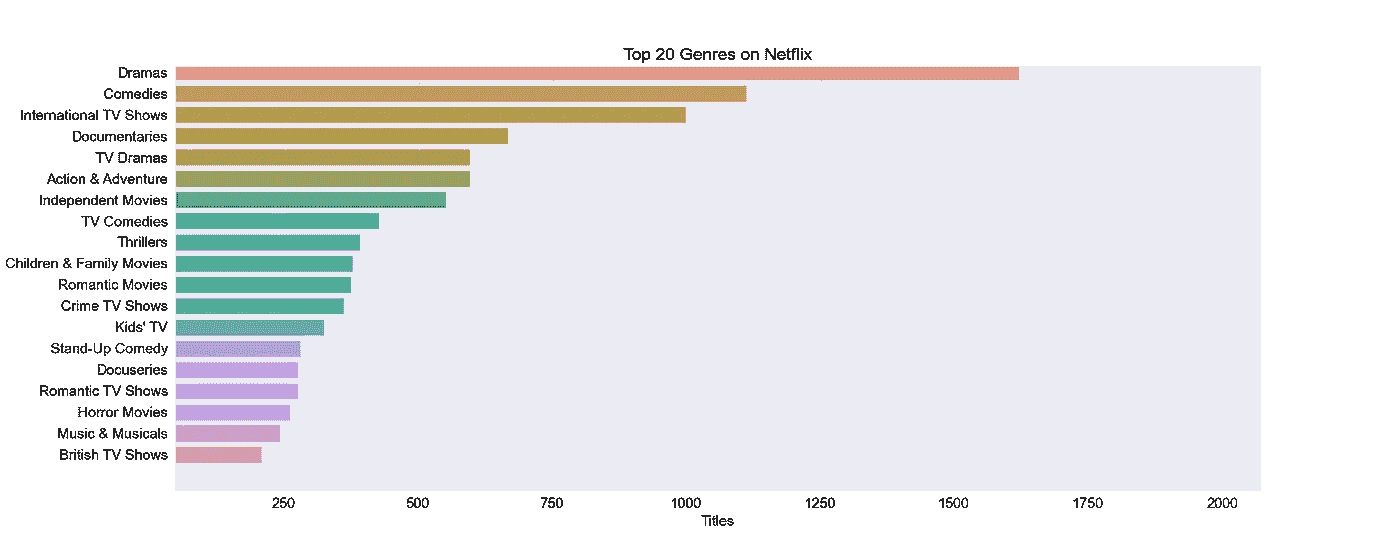 Top 20 Genres on Netflix
Dramas
Comedies
International TV Shows
Documentaries
TV Dramas
Action & Adventure
Independent Movies
TV Comedies
Thrillers
Children & Family Movies
Romantic Movies
Crime TV Shows
Kids' TV
Stand-Up Comedy
Docuseries
Romantic TV Shows
Horror Movies
Music & Musicals
British TV Shows
250 500 750 1000 1250 1500 1750 2000
Titles